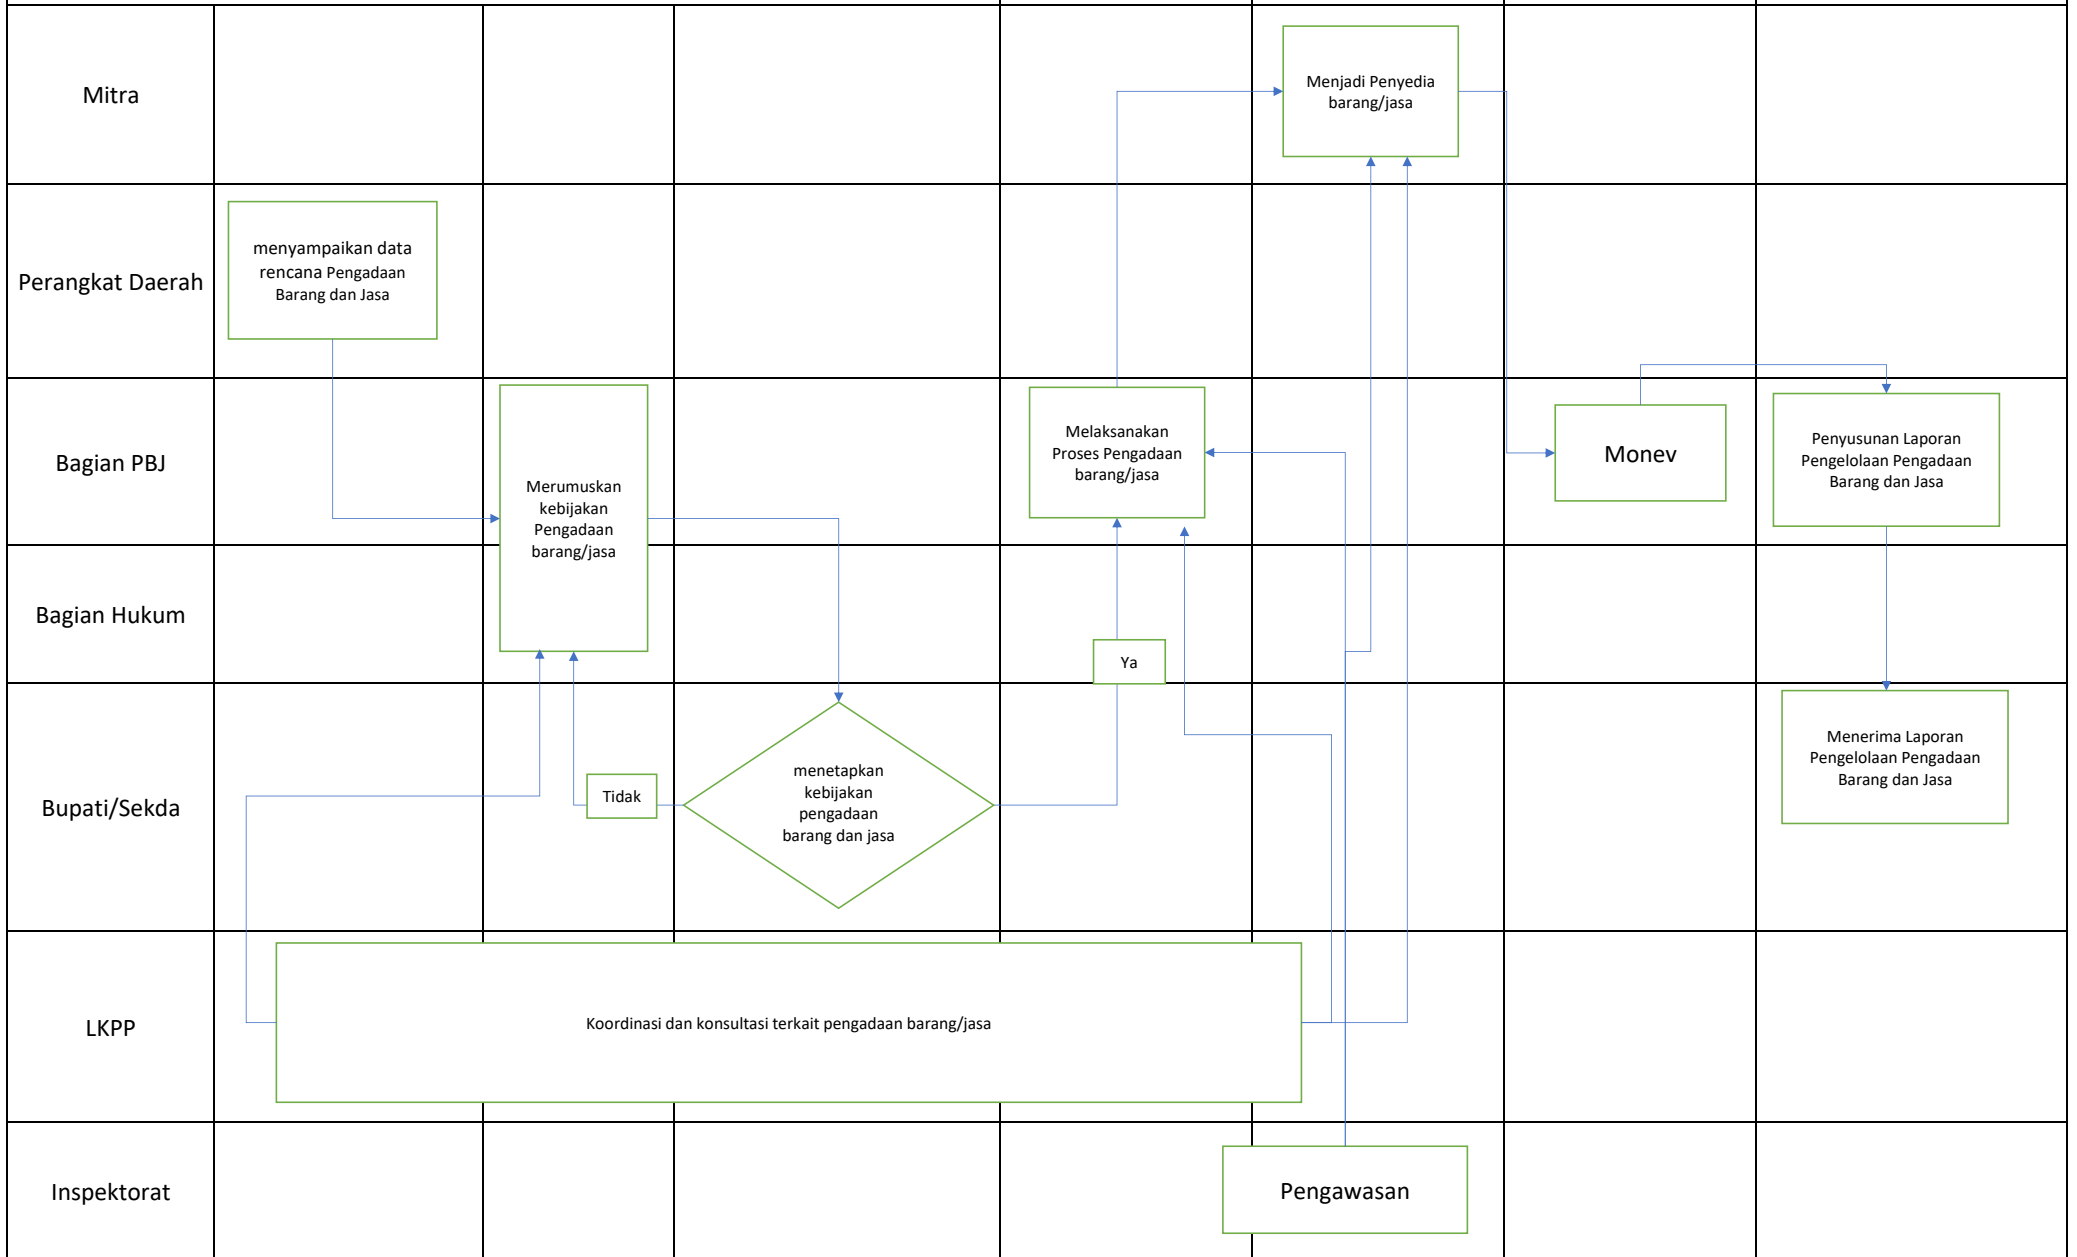 Mitra
Menjadi Penyedia
barang/jasa
Perangkat Daerah
menyampaikan data
rencana Pengadaan
Barang dan Jasa
Bagian PBJ
Merumuskan
kebijakan
Pengadaan
barang/jasa
Melaksanakan
Proses Pengadaan
barang/jasa
Monev
Penyusunan Laporan
Pengelolaan Pengadaan
Barang dan Jasa
Bagian Hukum
Ya
Bupati/Sekda
Tidak
menetapkan
kebijakan
pengadaan
barang dan jasa
Menerima Laporan
Pengelolaan Pengadaan
Barang dan Jasa
LKPP
Koordinasi dan konsultasi terkait pengadaan barang/jasa
Inspektorat
Pengawasan